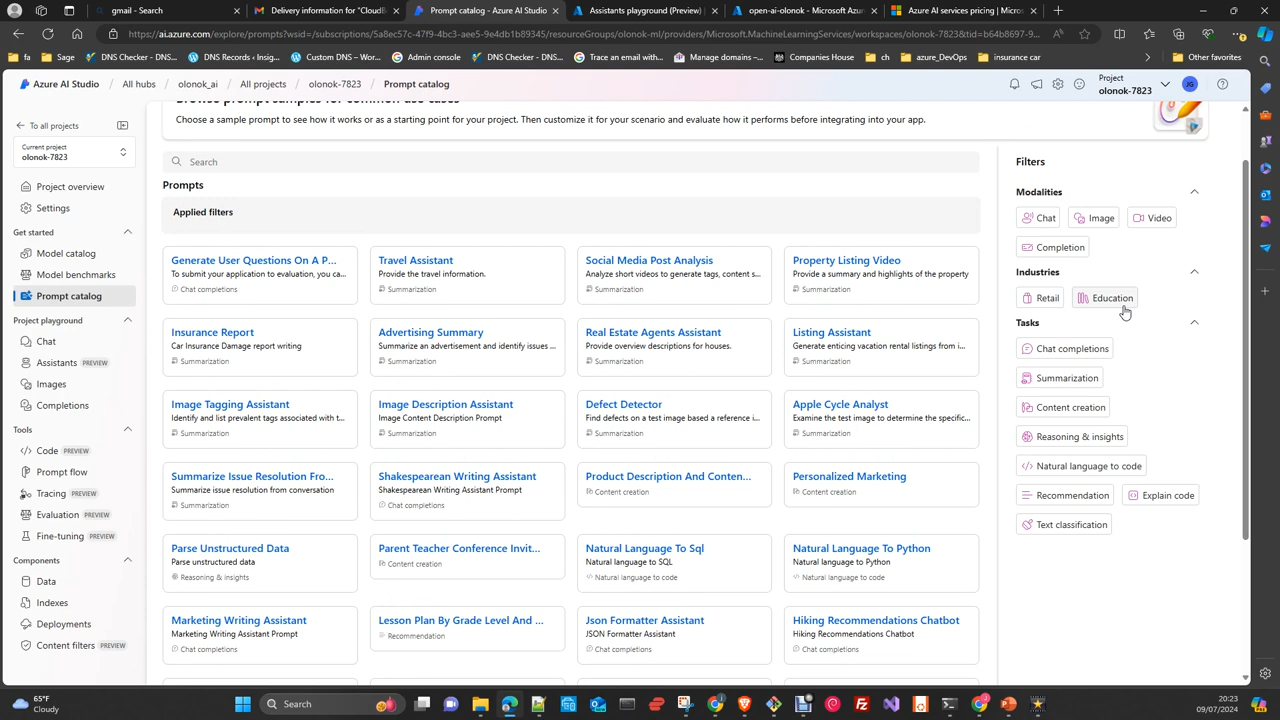 gmail - Search
Delivery information for "CloudB
Prompt catalog - Azure AI Studio
Assistants playground (Preview)
open-ai-olonok - Microsoft Azur
Azure AI services pricing | Micros
https://ai.azure.com/explore/prompts?wsid=/subscriptions/5a8ec57c-47f9-4bc3-aee5-9e4db1b89345/resourceGroups/olonok-ml/providers/Microsoft.MachineLearningServices/workspaces/olonok-7823&tid=b64b8697-9...
fa
Sage
DNS Checker - DNS...
DNS Records ‹ Insig...
Custom DNS – Wor...
Admin console
DNS Checker - DNS...
Trace an email with...
Manage domains -...
Companies House
ch
azure_DevOps
insurance car
Other favorites
Azure AI Studio
All hubs
olonok_ai
All projects
olonok-7823
Prompt catalog
Project
olonok-7823
JG
To all projects
Current project
olonok-7823
Project overview
Settings
Get started
Model catalog
Model benchmarks
Prompt catalog
Project playground
Chat
Assistants PREVIEW
Images
Completions
Tools
Code PREVIEW
Prompt flow
Tracing PREVIEW
Evaluation PREVIEW
Fine-tuning PREVIEW
Components
Data
Indexes
Deployments
Content filters PREVIEW
Browse prompt samples for common use cases
Choose a sample prompt to see how it works or as a starting point for your project. Then customize it for your scenario and evaluate how it performs before integrating into your app.
Search
Prompts
Applied filters
Generate User Questions On A P...
To submit your application to evaluation, you ca...
Chat completions
Travel Assistant
Provide the travel information.
Summarization
Social Media Post Analysis
Analyze short videos to generate tags, content s...
Summarization
Property Listing Video
Provide a summary and highlights of the property
Summarization
Insurance Report
Car Insurance Damage report writing
Summarization
Advertising Summary
Summarize an advertisement and identify issues ...
Summarization
Real Estate Agents Assistant
Provide overview descriptions for houses.
Summarization
Listing Assistant
Generate enticing vacation rental listings from i...
Summarization
Image Tagging Assistant
Identify and list prevalent tags associated with t...
Summarization
Image Description Assistant
Image Content Description Prompt
Summarization
Defect Detector
Find defects on a test image based a reference i...
Summarization
Apple Cycle Analyst
Examine the test image to determine the specific...
Summarization
Summarize Issue Resolution Fro...
Summarize issue resolution from conversation
Summarization
Shakespearean Writing Assistant
Shakespearean Writing Assistant Prompt
Chat completions
Product Description And Conten...
Content creation
Personalized Marketing
Content creation
Parse Unstructured Data
Parse unstructured data
Reasoning & insights
Parent Teacher Conference Invit...
Content creation
Natural Language To Sql
Natural language to SQL
Natural language to code
Natural Language To Python
Natural language to Python
Natural language to code
Marketing Writing Assistant
Marketing Writing Assistant Prompt
Chat completions
Lesson Plan By Grade Level And ...
Recommendation
Json Formatter Assistant
JSON Formatter Assistant
Chat completions
Hiking Recommendations Chatbot
Hiking Recommendations Chatbot
Chat completions
Filters
Modalities
Chat
Image
Video
Completion
Industries
Retail
Education
Tasks
Chat completions
Summarization
Content creation
Reasoning & insights
Natural language to code
Recommendation
Explain code
Text classification
65°F
Cloudy
Search
20:23
09/07/2024